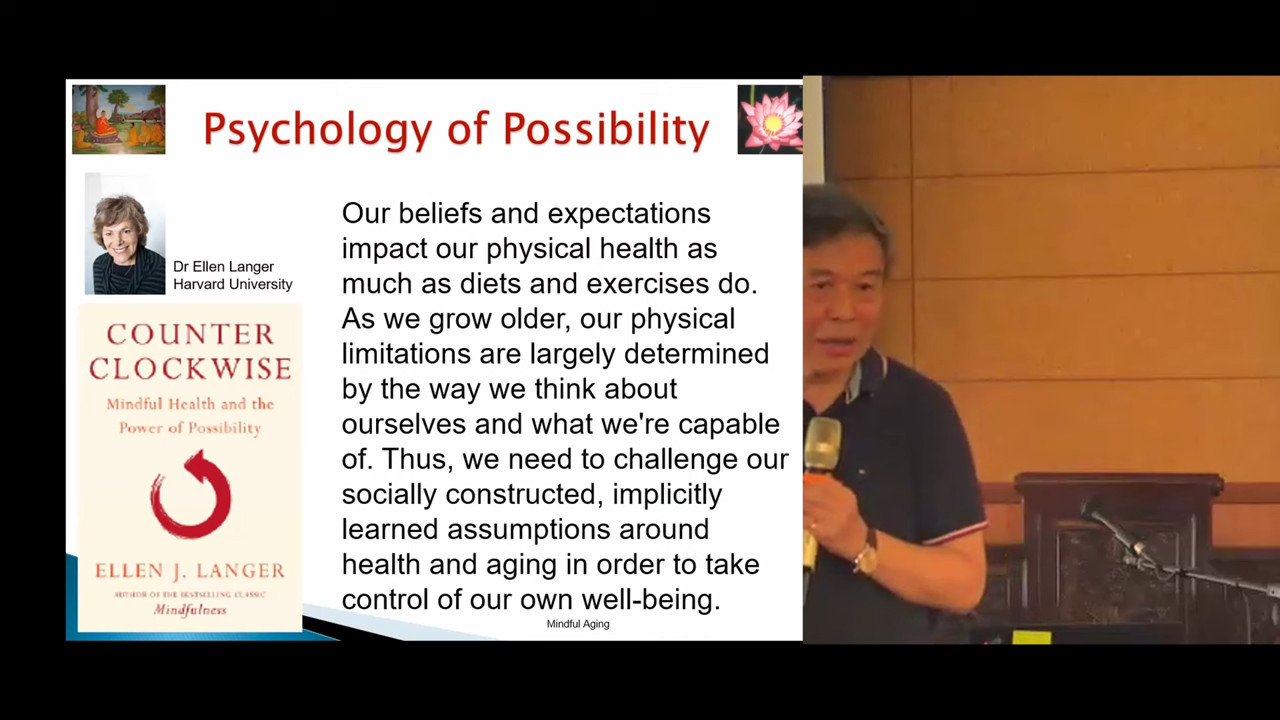 Psychology of Possibility
Dr Ellen Langer
Harvard University
COUNTER
CLOCKWISE
Mindful Health and the
Power of Possibility
ELLEN J. LANGER
AUTHOR OF THE BESTSELLING CLASSIC
Mindfulness
Our beliefs and expectations
impact our physical health as
much as diets and exercises do.
As we grow older, our physical
limitations are largely determined
by the way we think about
ourselves and what we're capable
of. Thus, we need to challenge our
socially constructed, implicitly
learned assumptions around
health and aging in order to take
control of our own well-being.
Mindful Aging